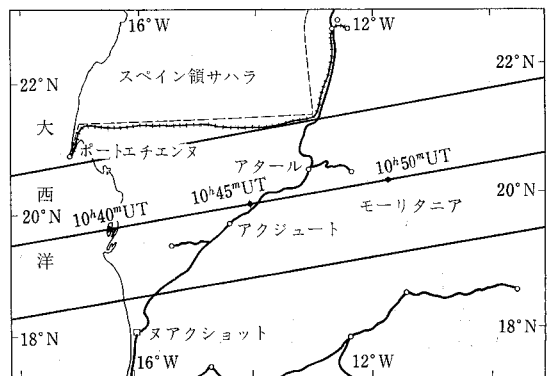 16°W
12°W
22°N
22°N
スペイン領サハラ
大
ポートエチエンヌ
アタール
10ʰ50ᵐUT
10ʰ45ᵐUT
西
20°N
20°N
10ʰ40ᵐUT
モーリタニア
アクジュート
洋
18°N
18°N
ヌアクショット
16°W
12°W